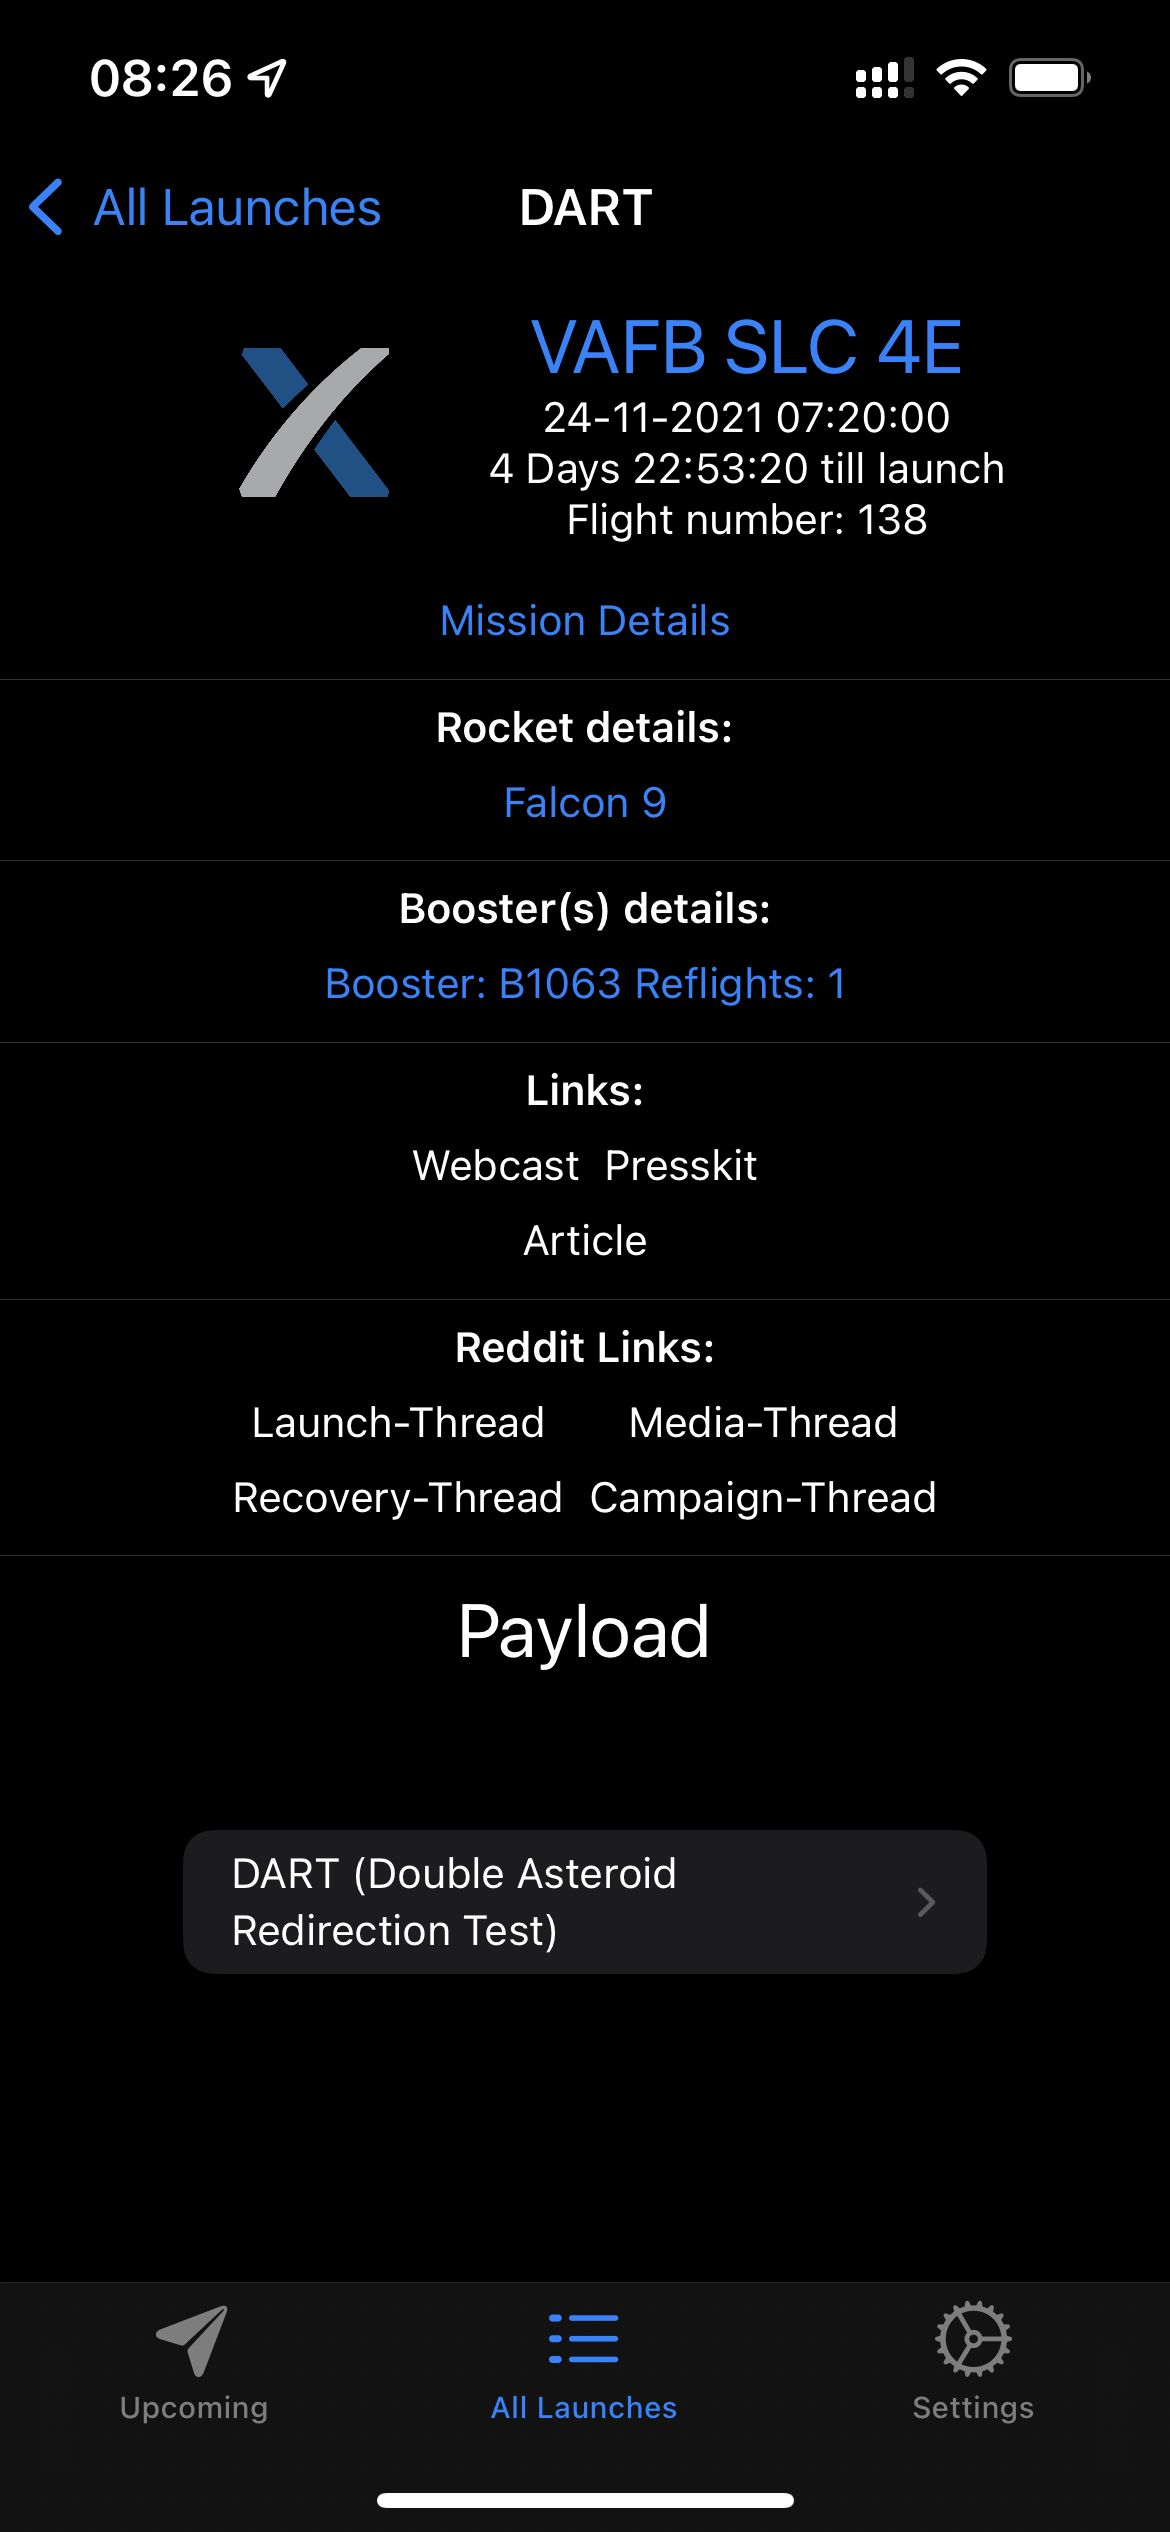 08:26
All Launches
DART
VAFB SLC 4E
24-11-2021 07:20:00
4 Days 22:53:20 till launch
Flight number: 138
Mission Details
Rocket details:
Falcon 9
Booster(s) details:
Booster: B1063 Reflights: 1
Links:
Webcast Presskit
Article
Reddit Links:
Launch-Thread Media-Thread
Recovery-Thread Campaign-Thread
Payload
DART (Double Asteroid
Redirection Test)
Upcoming
All Launches
Settings